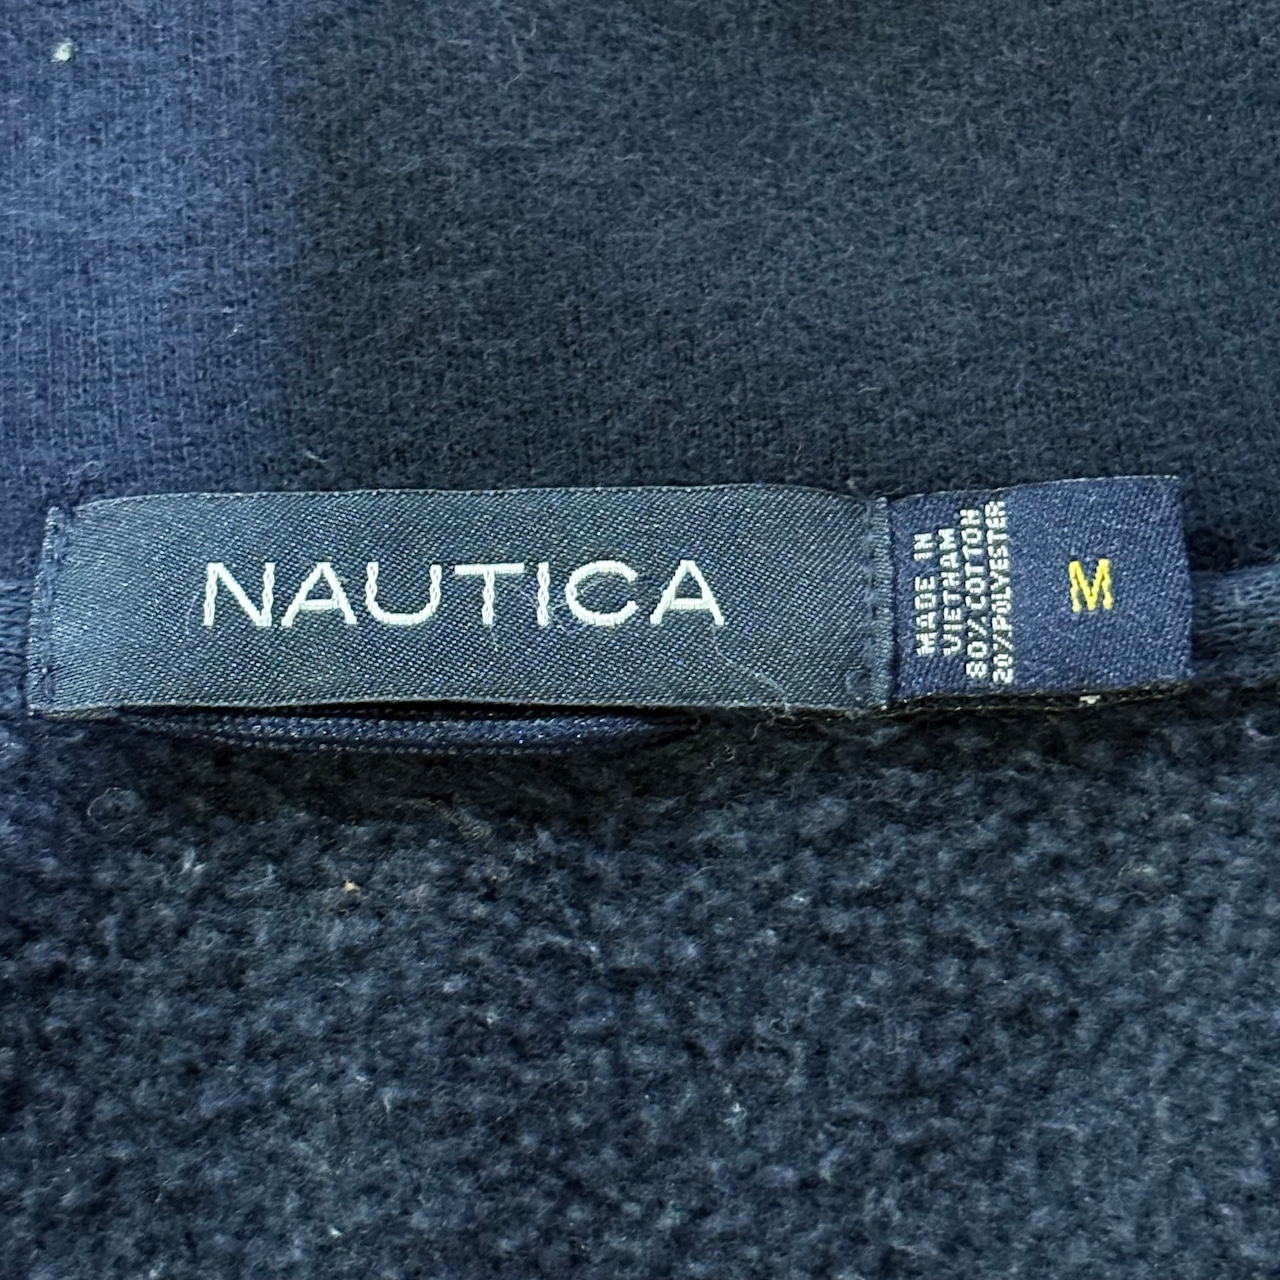 NAUTICA
MADE IN
VIETNAM
80% COTTON
20% POLYESTER
M